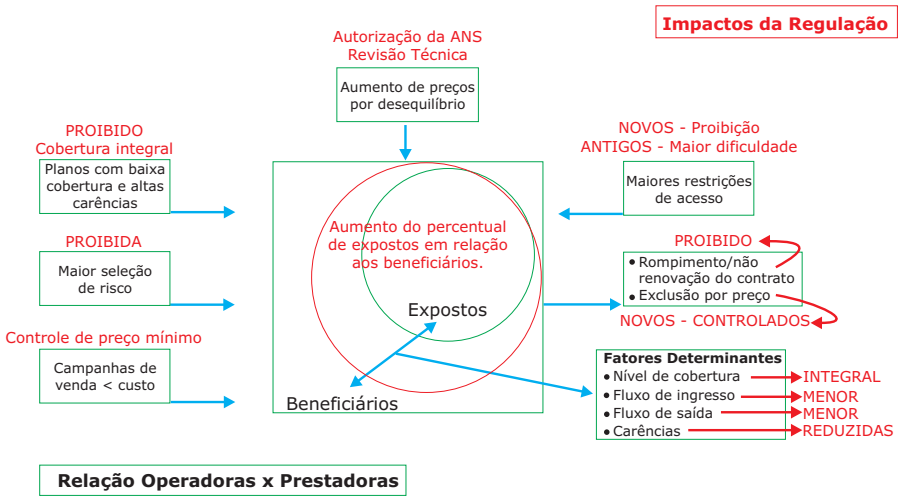 Impactos da Regulação
Autorização da ANS
Revisão Técnica
Aumento de preços
por desequilíbrio
PROIBIDO
Cobertura integral
Planos com baixa
cobertura e altas
carências
PROIBIDA
Maior seleção
de risco
Controle de preço mínimo
Campanhas de
venda < custo
Aumento do percentual
de expostos em relação
aos beneficiários.
Expostos
Beneficiários
NOVOS - Proibição
ANTIGOS - Maior dificuldade
Maiores restrições
de acesso
PROIBIDO
• Rompimento/não
renovação do contrato
• Exclusão por preço
NOVOS - CONTROLADOS
Fatores Determinantes
• Nível de cobertura INTEGRAL
• Fluxo de ingresso MENOR
• Fluxo de saída MENOR
• Carências REDUZIDAS
Relação Operadoras x Prestadoras